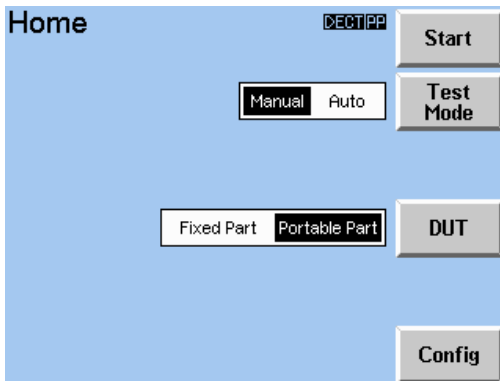 Home
DECT PP
Start
Manual Auto
Test
Mode
Fixed Part Portable Part
DUT
Config